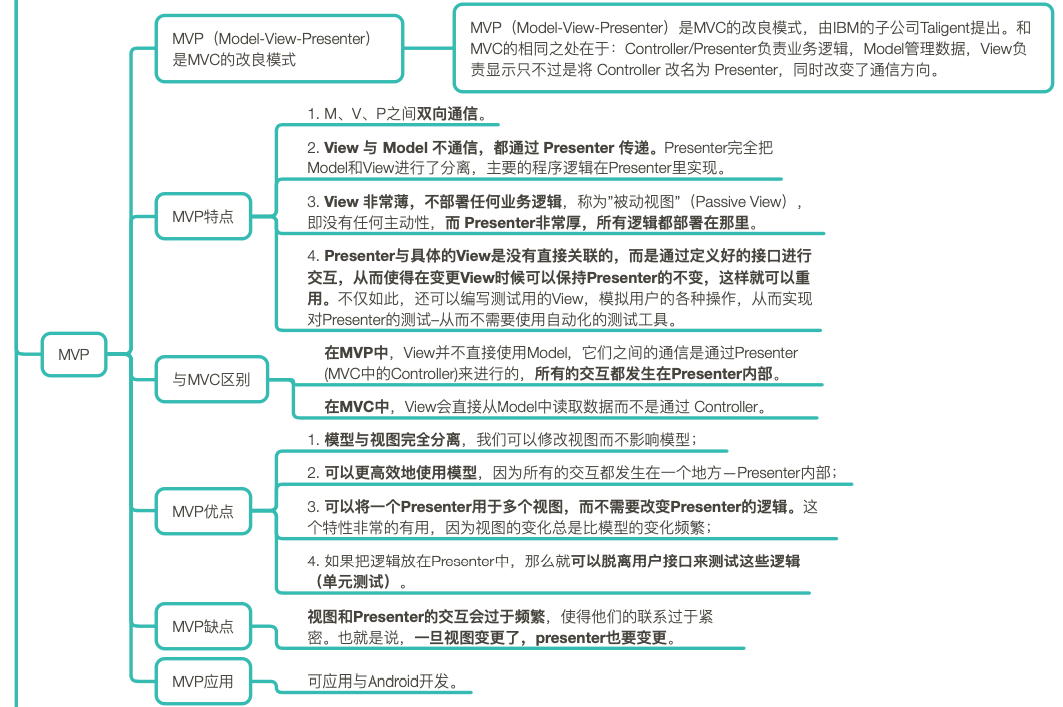 MVP（Model-View-Presenter）
是MVC的改良模式
MVP（Model-View-Presenter）是MVC的改良模式，由IBM的子公司Taligent提出。和
MVC的相同之处在于：Controller/Presenter负责业务逻辑，Model管理数据，View负
责显示只不过是将 Controller 改名为 Presenter，同时改变了通信方向。
MVP
MVP特点
1. M、V、P之间双向通信。
2. View 与 Model 不通信，都通过 Presenter 传递。Presenter完全把
Model和View进行了分离，主要的程序逻辑在Presenter里实现。
3. View 非常薄，不部署任何业务逻辑，称为”被动视图”（Passive View），
即没有任何主动性，而 Presenter非常厚，所有逻辑都部署在那里。
4. Presenter与具体的View是没有直接关联的，而是通过定义好的接口进行
交互，从而使得在变更View时候可以保持Presenter的不变，这样就可以重
用。不仅如此，还可以编写测试用的View，模拟用户的各种操作，从而实现
对Presenter的测试–从而不需要使用自动化的测试工具。
与MVC区别
在MVP中，View并不直接使用Model，它们之间的通信是通过Presenter
(MVC中的Controller)来进行的，所有的交互都发生在Presenter内部。
在MVC中，View会直接从Model中读取数据而不是通过 Controller。
MVP优点
1. 模型与视图完全分离，我们可以修改视图而不影响模型；
2. 可以更高效地使用模型，因为所有的交互都发生在一个地方—Presenter内部；
3. 可以将一个Presenter用于多个视图，而不需要改变Presenter的逻辑。这
个特性非常的有用，因为视图的变化总是比模型的变化频繁；
4. 如果把逻辑放在Presenter中，那么就可以脱离用户接口来测试这些逻辑
（单元测试）。
MVP缺点
视图和Presenter的交互会过于频繁，使得他们的联系过于紧
密。也就是说，一旦视图变更了，presenter也要变更。
MVP应用
可应用与Android开发。